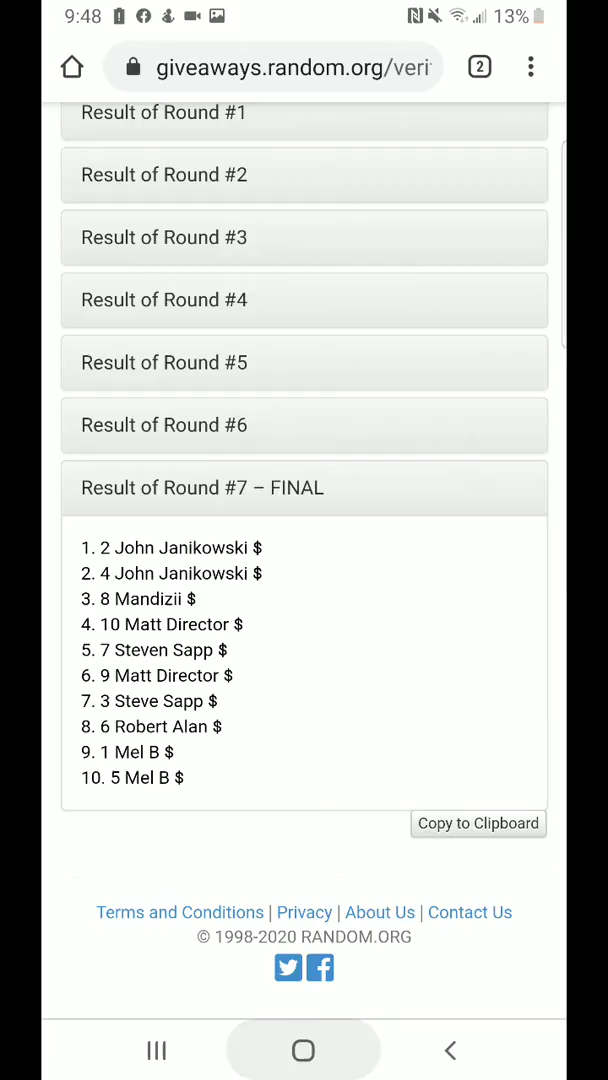 9:48
13%
giveaways.random.org/veri
2
Result of Round #1
Result of Round #2
Result of Round #3
Result of Round #4
Result of Round #5
Result of Round #6
Result of Round #7 – FINAL
1. 2 John Janikowski $
2. 4 John Janikowski $
3. 8 Mandizii $
4. 10 Matt Director $
5. 7 Steven Sapp $
6. 9 Matt Director $
7. 3 Steve Sapp $
8. 6 Robert Alan $
9. 1 Mel B $
10. 5 Mel B $
Copy to Clipboard
Terms and Conditions | Privacy | About Us | Contact Us
© 1998-2020 RANDOM.ORG